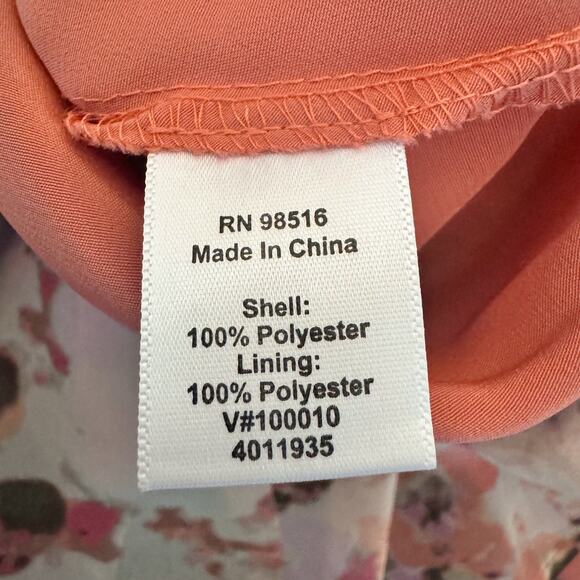 RN 98516
Made In China
Shell:
100% Polyester
Lining:
100% Polyester
V#100010
4011935